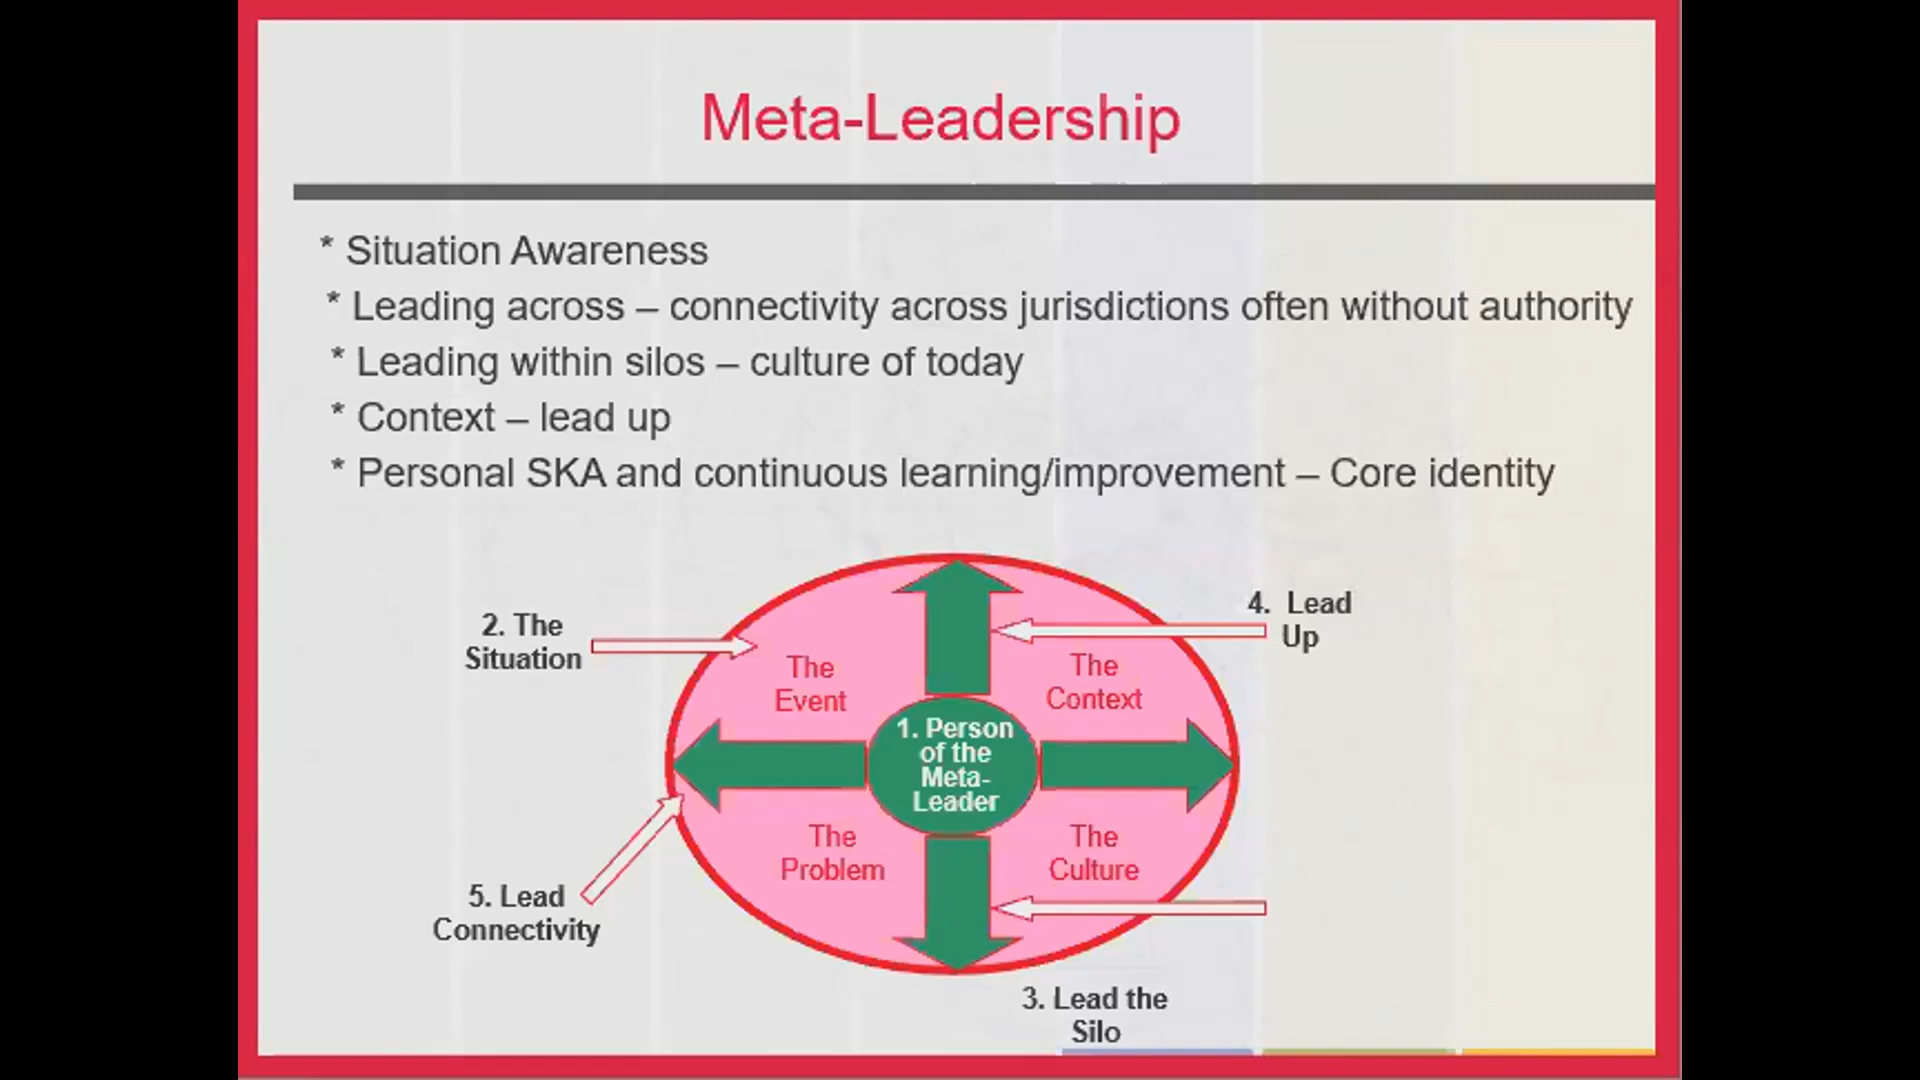 Meta-Leadership
* Situation Awareness
* Leading across – connectivity across jurisdictions often without authority
* Leading within silos – culture of today
* Context – lead up
* Personal SKA and continuous learning/improvement – Core identity
2. The
Situation
4. Lead
Up
The
Event
The
Context
1. Person
of the
Meta-
Leader
The
Problem
The
Culture
5. Lead
Connectivity
3. Lead the
Silo